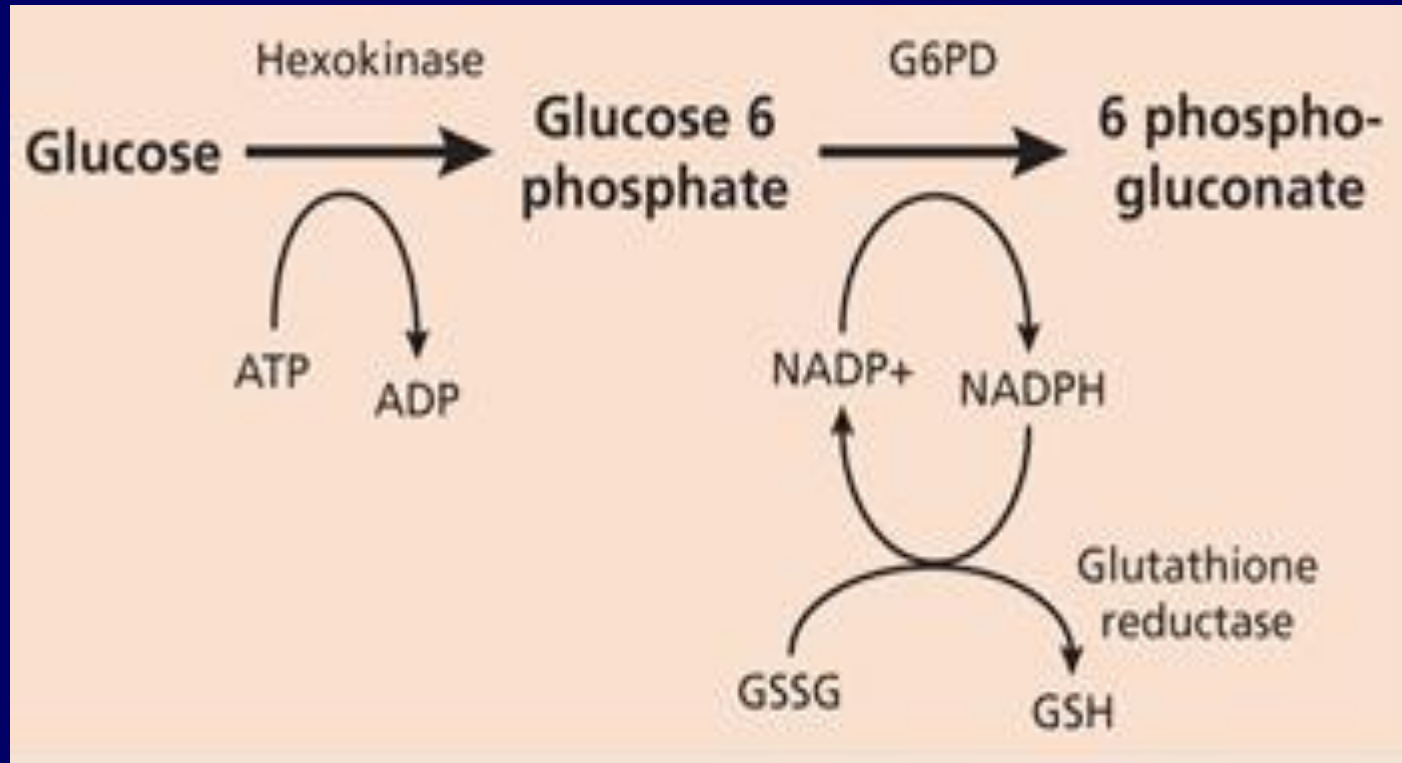 Hexokinase
G6PD
Glucose
Glucose 6
phosphate
6 phospho-
gluconate
ATP
ADP
NADP+
NADPH
Glutathione
reductase
GSSG
GSH